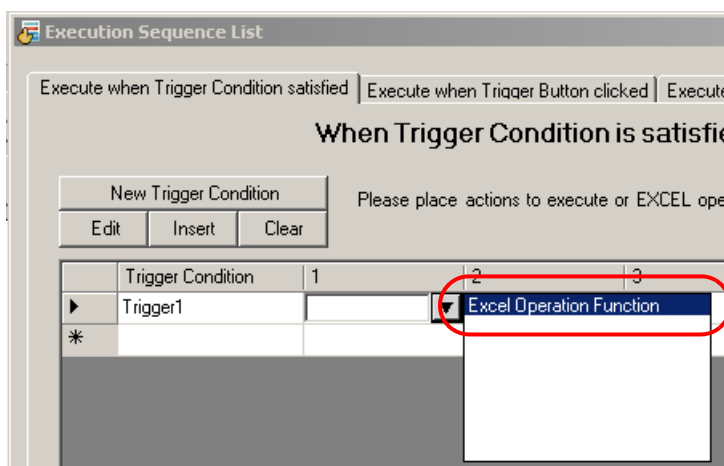 Execution Sequence List
Execute when Trigger Condition satisfied Execute when Trigger Button clicked Execute
When Trigger Condition is satisfie
New Trigger Condition
Please place actions to execute or EXCEL ope
Edit Insert Clear
Trigger Condition 1 2 3
Trigger1 Excel Operation Function